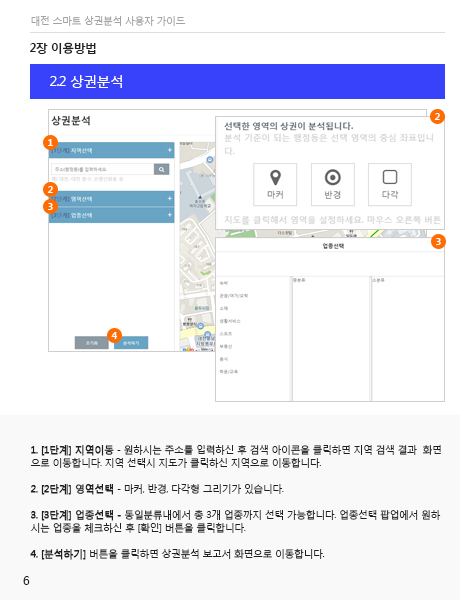 대전 스마트 상권분석 사용자 가이드
2장 이용방법
2.2 상권분석
상권분석
1
[1단계] 지역선택 +
주소(행정동)를 입력하세요
2
[2단계] 영역선택 +
3
[3단계] 업종선택 +
4
초기화
분석하기
2
선택한 영역의 상권이 분석됩니다.
분석 기준이 되는 행정동은 선택 영역의 중심 좌표입니
다.
마커
반경
다각
지도를 클릭해서 영역을 설정하세요. 마우스 오른쪽 버튼
3
업종선택
중분류
소분류
숙박
관광/여가/오락
소매
생활서비스
스포츠
부동산
음식
학문/교육
1. [1단계] 지역이동 - 원하시는 주소를 입력하신 후 검색 아이콘을 클릭하면 지역 검색 결과 화면
으로 이동합니다. 지역 선택시 지도가 클릭하신 지역으로 이동합니다.
2. [2단계] 영역선택 - 마커, 반경, 다각형 그리기가 있습니다.
3. [3단계] 업종선택 - 동일분류내에서 총 3개 업종까지 선택 가능합니다. 업종선택 팝업에서 원하
시는 업종을 체크하신 후 [확인] 버튼을 클릭합니다.
4. [분석하기] 버튼을 클릭하면 상권분석 보고서 화면으로 이동합니다.
6